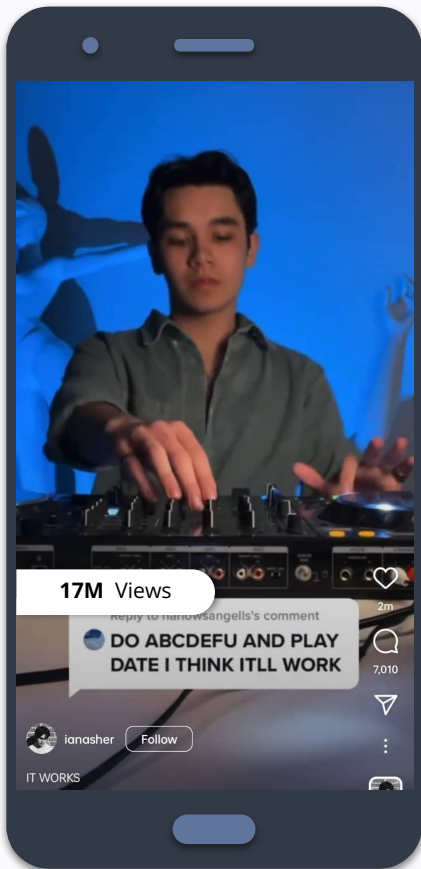 17M Views
Reply to harlowsangells's comment
DO ABCDEFU AND PLAY
DATE I THINK ITLL WORK
2m
7,010
ianasher
Follow
IT WORKS